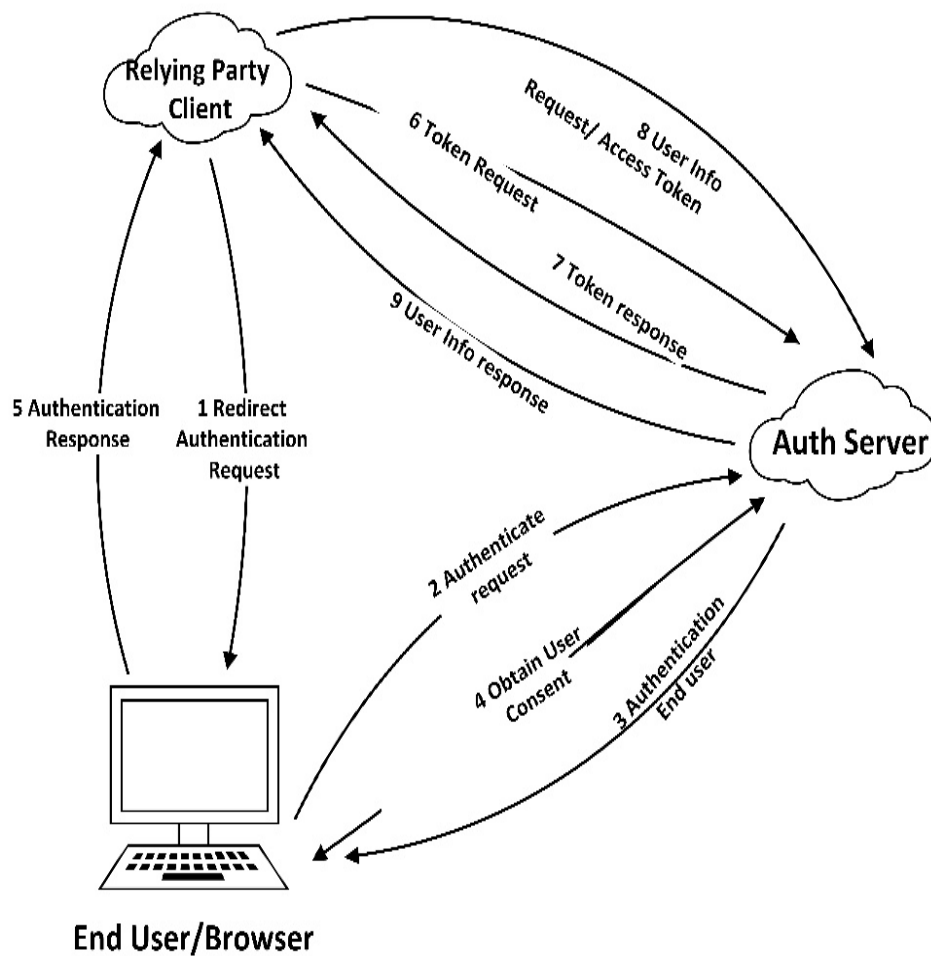 Relying Party
Client
8 User Info
Request/ Access Token
6 Token Request
7 Token response
9 User Info response
5 Authentication
Response
1 Redirect
Authentication
Request
Auth Server
2 Authenticate
request
4 Obtain User
Consent
3 Authentication
End user
End User/Browser